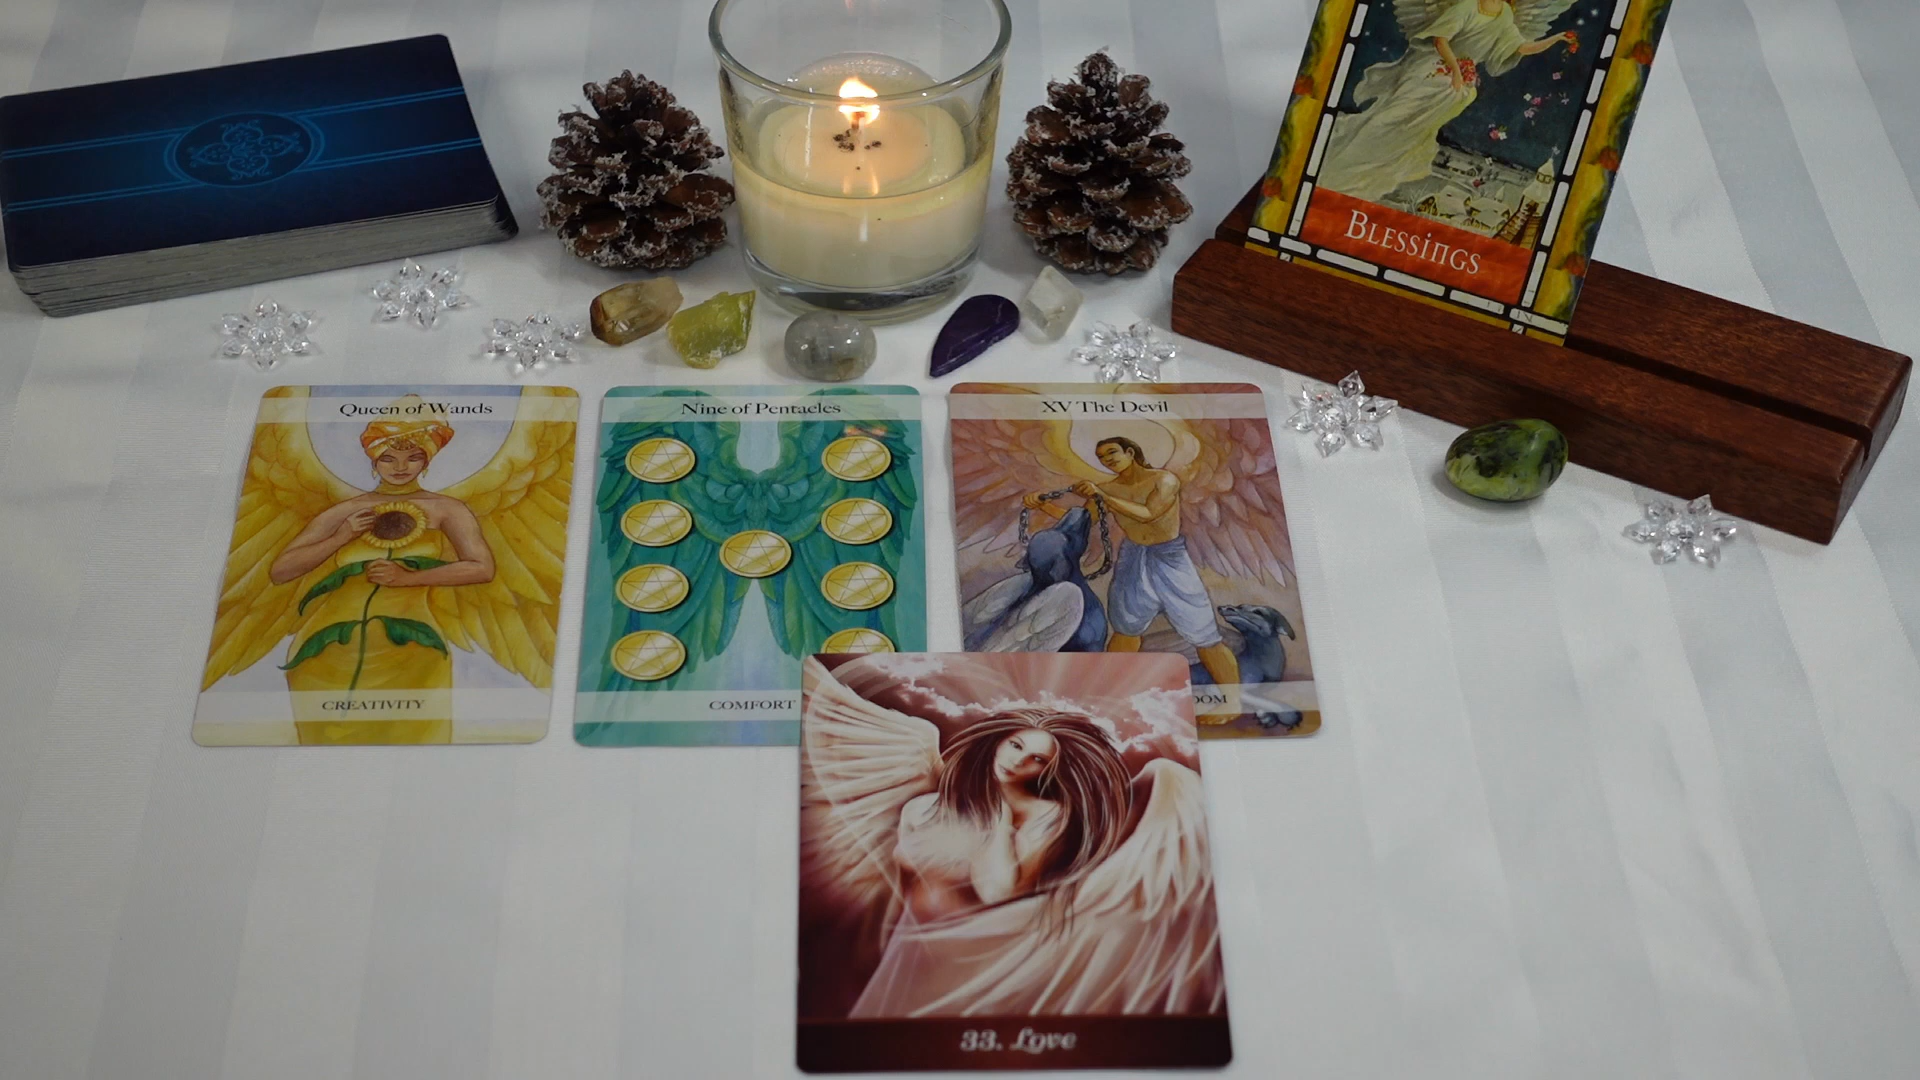 BLESSINGS
Queen of Wands
Nine of Pentacles
XV The Devil
CREATIVITY
COMFORT
33. Love